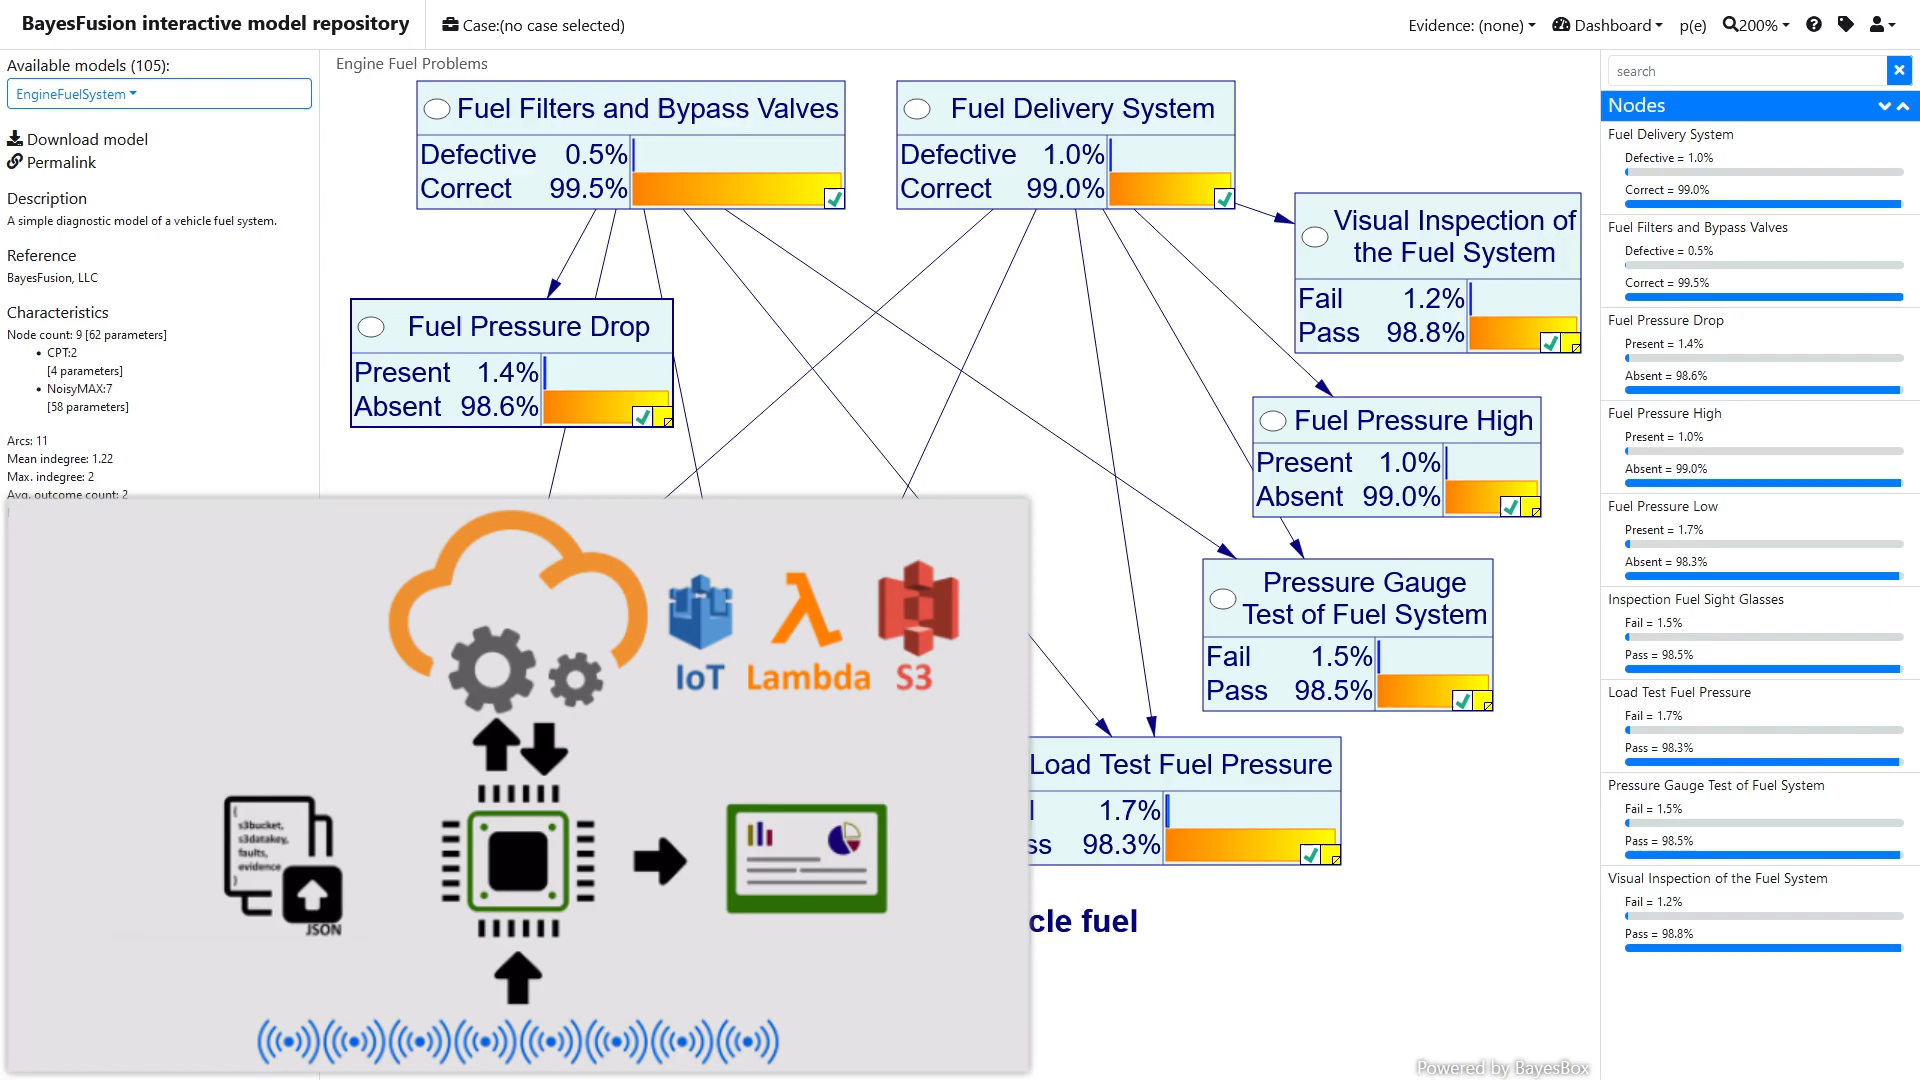 BayesFusion interactive model repository
Case:(no case selected)
Evidence: (none)
Dashboard
p(e)
200%
Available models (105):
EngineFuelSystem
Download model
Permalink
Description
A simple diagnostic model of a vehicle fuel system.
Reference
BayesFusion, LLC
Characteristics
Node count: 9 [62 parameters]
CPT:2
[4 parameters]
NoisyMAX:7
[58 parameters]
Arcs: 11
Mean indegree: 1.22
Max. indegree: 2
Avg. outcome count: 2
Engine Fuel Problems
Fuel Filters and Bypass Valves
Defective 0.5%
Correct 99.5%
Fuel Delivery System
Defective 1.0%
Correct 99.0%
Visual Inspection of
the Fuel System
Fail 1.2%
Pass 98.8%
Fuel Pressure Drop
Present 1.4%
Absent 98.6%
Fuel Pressure High
Present 1.0%
Absent 99.0%
Pressure Gauge
Test of Fuel System
Fail 1.5%
Pass 98.5%
Load Test Fuel Pressure
l 1.7%
ss 98.3%
cle fuel
IoT
Lambda
S3
{
s3bucket,
s3datakey,
faults,
evidence
}
JSON
search
Nodes
Fuel Delivery System
Defective = 1.0%
Correct = 99.0%
Fuel Filters and Bypass Valves
Defective = 0.5%
Correct = 99.5%
Fuel Pressure Drop
Present = 1.4%
Absent = 98.6%
Fuel Pressure High
Present = 1.0%
Absent = 99.0%
Fuel Pressure Low
Present = 1.7%
Absent = 98.3%
Inspection Fuel Sight Glasses
Fail = 1.5%
Pass = 98.5%
Load Test Fuel Pressure
Fail = 1.7%
Pass = 98.3%
Pressure Gauge Test of Fuel System
Fail = 1.5%
Pass = 98.5%
Visual Inspection of the Fuel System
Fail = 1.2%
Pass = 98.8%
Powered by BayesBox